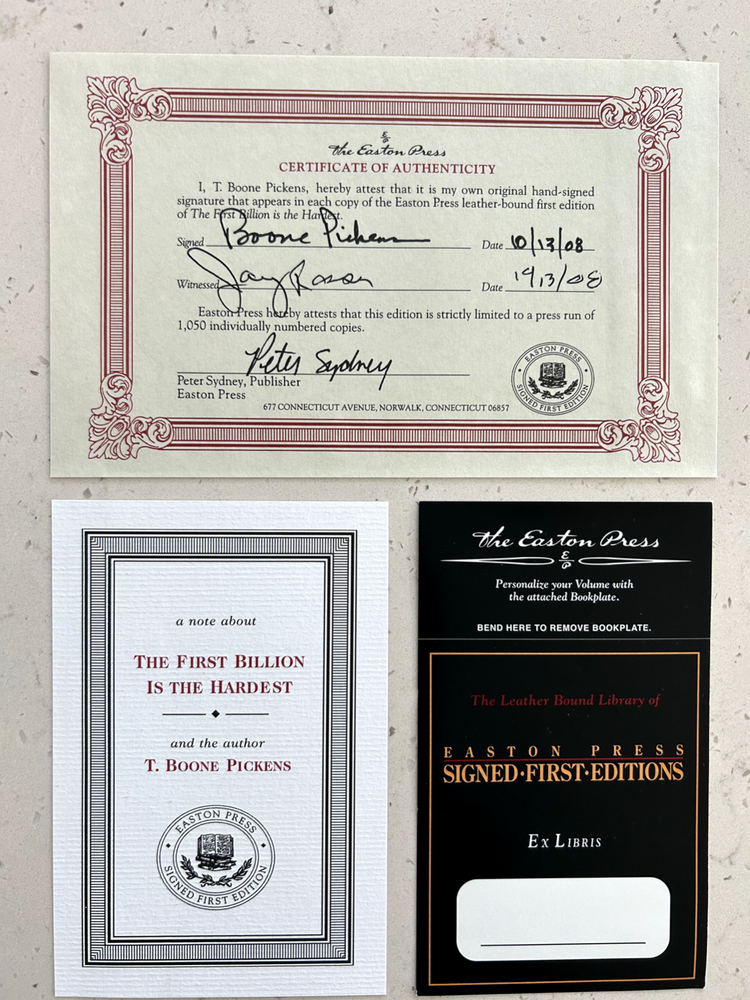 The Easton Press
CERTIFICATE OF AUTHENTICITY
I, T. Boone Pickens, hereby attest that it is my own original hand-signed
signature that appears in each copy of the Easton Press leather-bound first edition
of The First Billion is the Hardest.
Signed Boone Pickens Date 10/13/08
Witnessed Jay Rosser Date
Easton Press hereby attests that this edition is strictly limited to a press run of
1,050 individually numbered copies.
Peter Sydney
Peter Sydney, Publisher
Easton Press
677 CONNECTICUT AVENUE, NORWALK, CONNECTICUT 06857
EASTON PRESS
SIGNED FIRST EDITION
a note about
THE FIRST BILLION
IS THE HARDEST
and the author
T. BOONE PICKENS
EASTON PRESS
SIGNED FIRST EDITION
The Easton Press
E
P
Personalize your Volume with
the attached Bookplate.
BEND HERE TO REMOVE BOOKPLATE.
The Leather Bound Library of
EASTON PRESS
SIGNED·FIRST·EDITIONS
EX LIBRIS